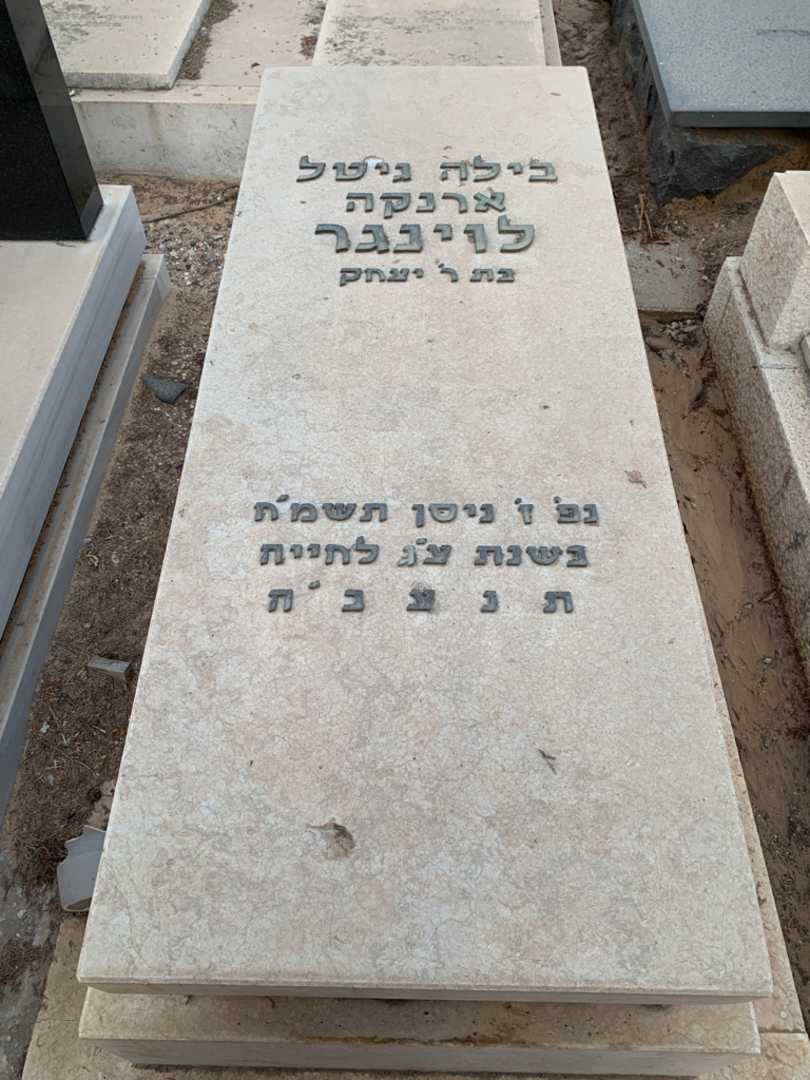 בילה גיטל
ארנקה
לוינגר
בת ר' יצחק
נפ' ז' ניסן תשמ"ח
בשנת ע"ג לחייה
ת נ צ ב " ה